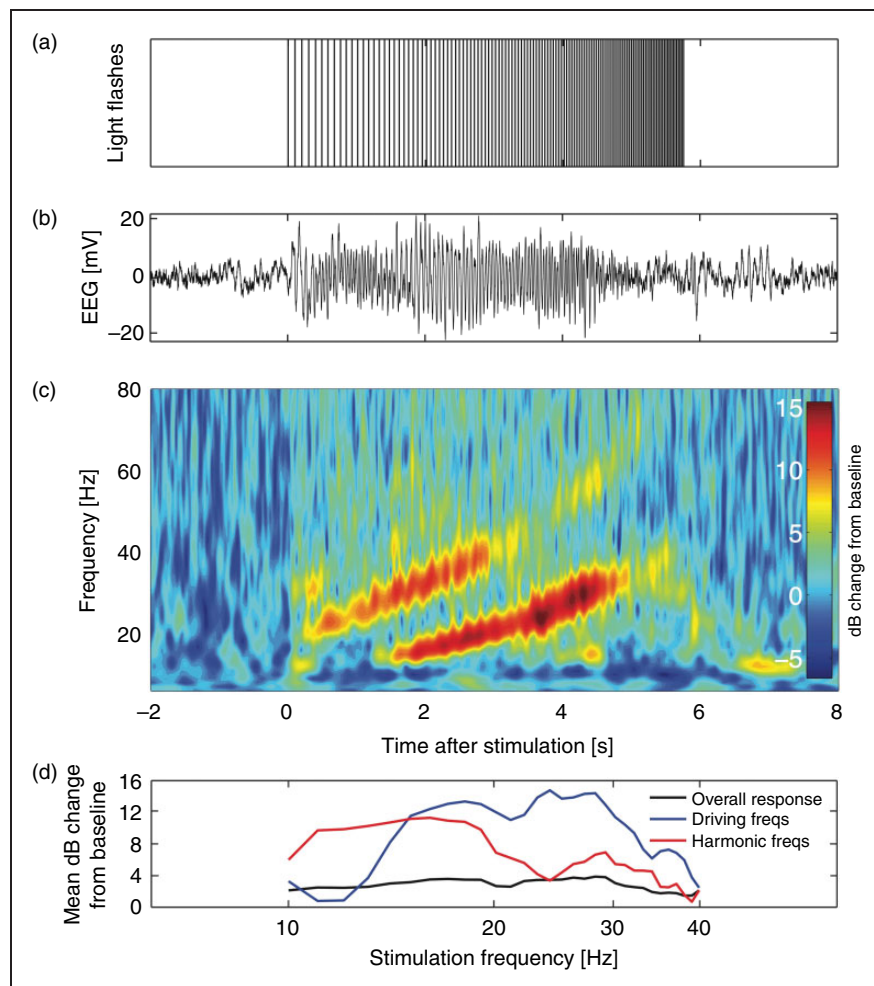 (a)
Light flashes
(b)
20
0
−20
EEG [mV]
(c)
80
60
40
20
Frequency [Hz]
15
10
5
0
−5
dB change from baseline
−2 0 2 4 6 8
Time after stimulation [s]
(d)
16
12
8
4
0
Mean dB change
from baseline
Overall response
Driving freqs
Harmonic freqs
10 20 30 40
Stimulation frequency [Hz]